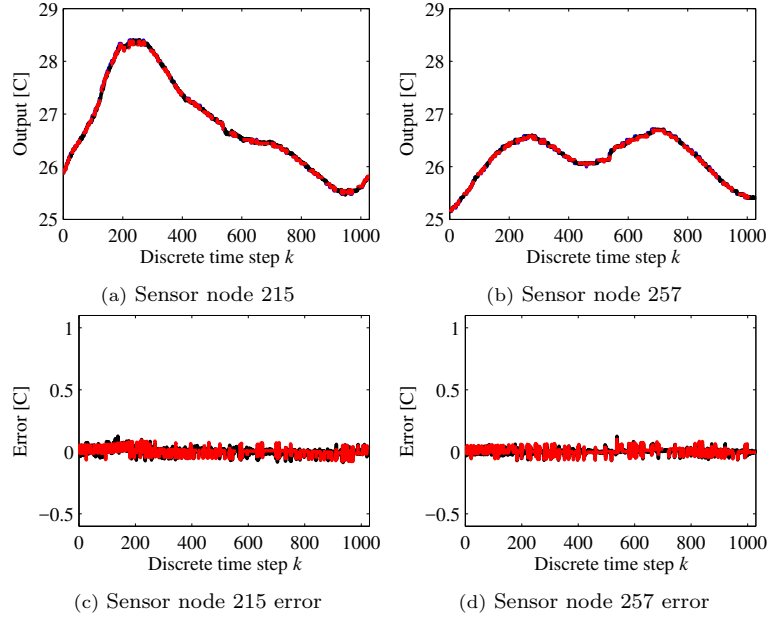 29
28
27
26
25
Output [C]
0 200 400 600 800 1000
Discrete time step k
(a) Sensor node 215
29
28
27
26
25
Output [C]
0 200 400 600 800 1000
Discrete time step k
(b) Sensor node 257
1
0.5
0
−0.5
Error [C]
0 200 400 600 800 1000
Discrete time step k
(c) Sensor node 215 error
1
0.5
0
−0.5
Error [C]
0 200 400 600 800 1000
Discrete time step k
(d) Sensor node 257 error